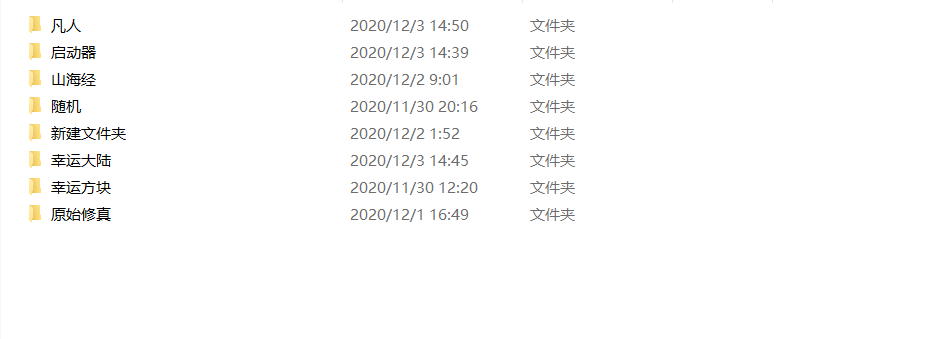 凡人 2020/12/3 14:50 文件夹
启动器 2020/12/3 14:39 文件夹
山海经 2020/12/2 9:01 文件夹
随机 2020/11/30 20:16 文件夹
新建文件夹 2020/12/2 1:52 文件夹
幸运大陆 2020/12/3 14:45 文件夹
幸运方块 2020/11/30 12:20 文件夹
原始修真 2020/12/1 16:49 文件夹